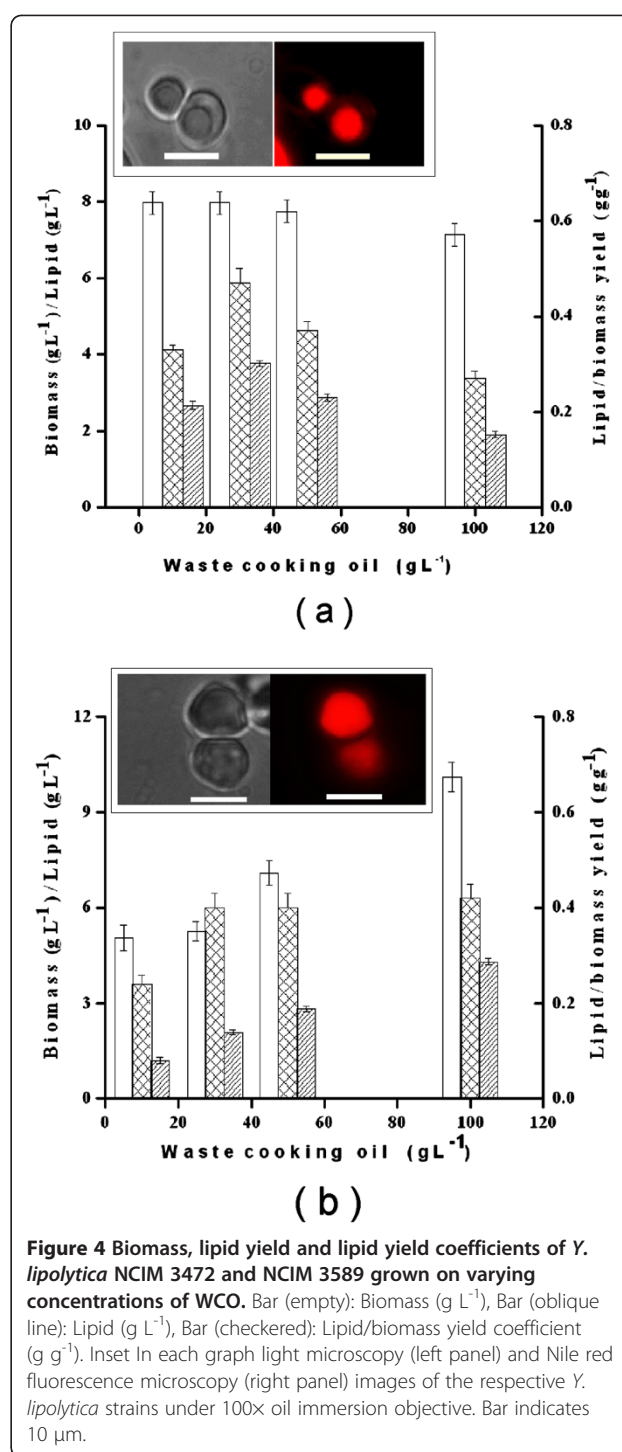 10
8
6
4
2
0
Biomass (gL-1)/Lipid (gL-1)
0.8
0.6
0.4
0.2
0.0
Lipid/biomass yield (gg-1)
0 20 40 60 80 100 120
Waste cooking oil (gL-1)
(a)
12
9
6
3
0
Biomass (gL-1)/Lipid (gL-1)
0.8
0.6
0.4
0.2
0.0
Lipid/biomass yield (gg-1)
0 20 40 60 80 100 120
Waste cooking oil (gL-1)
(b)
Figure 4 Biomass, lipid yield and lipid yield coefficients of Y.
lipolytica NCIM 3472 and NCIM 3589 grown on varying
concentrations of WCO. Bar (empty): Biomass (g L-1), Bar (oblique
line): Lipid (g L-1), Bar (checkered): Lipid/biomass yield coefficient
(g g-1). Inset In each graph light microscopy (left panel) and Nile red
fluorescence microscopy (right panel) images of the respective Y.
lipolytica strains under 100× oil immersion objective. Bar indicates
10 μm.